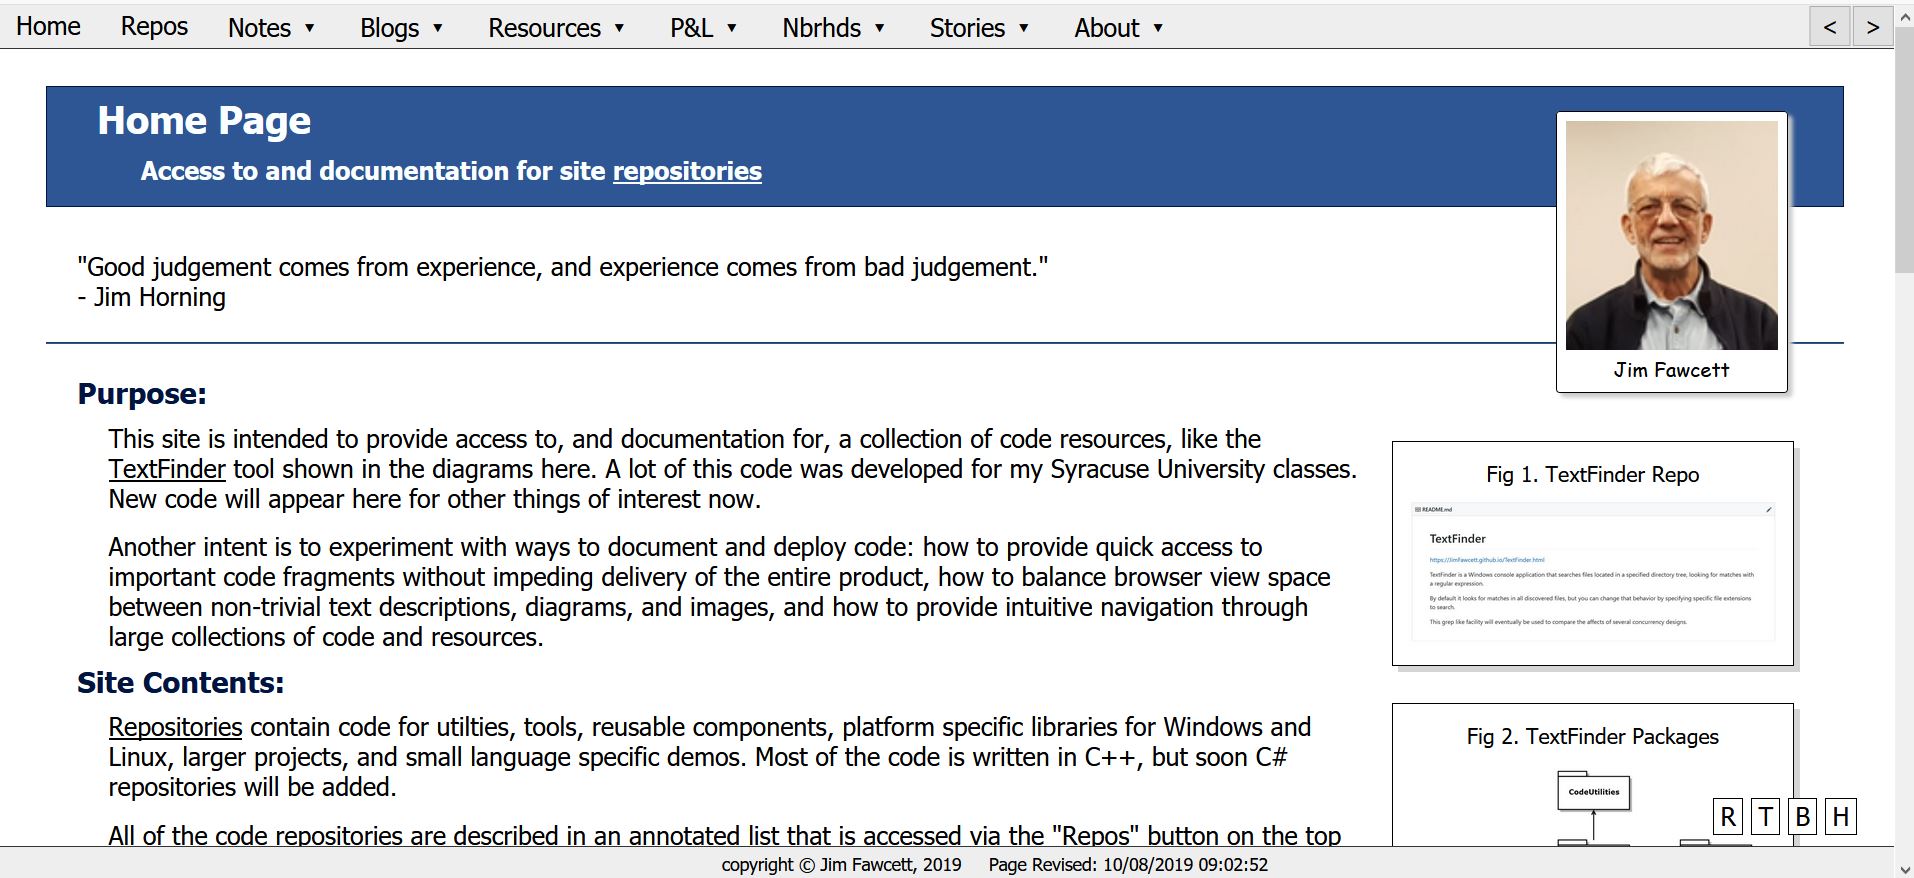 Home Repos Notes ▼ Blogs ▼ Resources ▼ P&L ▼ Nbrhds ▼ Stories ▼ About ▼ < >
Home Page
Access to and documentation for site repositories
"Good judgement comes from experience, and experience comes from bad judgement."
- Jim Horning
Jim Fawcett
Purpose:
This site is intended to provide access to, and documentation for, a collection of code resources, like the
TextFinder tool shown in the diagrams here. A lot of this code was developed for my Syracuse University classes.
New code will appear here for other things of interest now.
Another intent is to experiment with ways to document and deploy code: how to provide quick access to
important code fragments without impeding delivery of the entire product, how to balance browser view space
between non-trivial text descriptions, diagrams, and images, and how to provide intuitive navigation through
large collections of code and resources.
Site Contents:
Repositories contain code for utilties, tools, reusable components, platform specific libraries for Windows and
Linux, larger projects, and small language specific demos. Most of the code is written in C++, but soon C#
repositories will be added.
All of the code repositories are described in an annotated list that is accessed via the "Repos" button on the top
Fig 1. TextFinder Repo
README.md
TextFinder
https://JimFawcett.github.io/TextFinder.html
TextFinder is a Windows console application that searches files located in a specified directory tree, looking for matches with
a regular expression.
By default it looks for matches in all discovered files, but you can change that behavior by specifying specific file extensions
to search.
This grep like facility will eventually be used to compare the affects of several concurrency designs.
Fig 2. TextFinder Packages
CodeUtilities
R T B H
copyright © Jim Fawcett, 2019 Page Revised: 10/08/2019 09:02:52